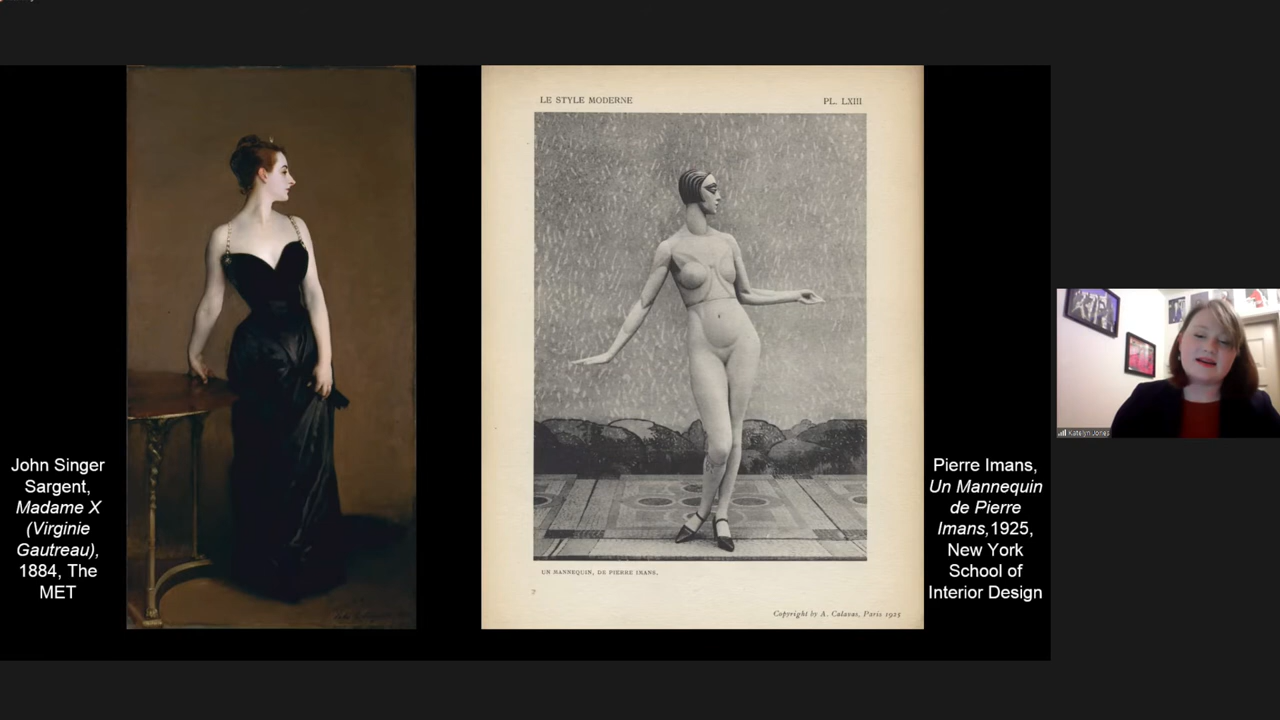 John Singer
Sargent,
Madame X
(Virginie
Gautreau),
1884, The
MET
LE STYLE MODERNE
PL. LXIII
UN MANNEQUIN, DE PIERRE IMANS.
Copyright by A. Calavas, Paris 1925
Pierre Imans,
Un Mannequin
de Pierre
Imans,1925,
New York
School of
Interior Design
Katelyn Jones